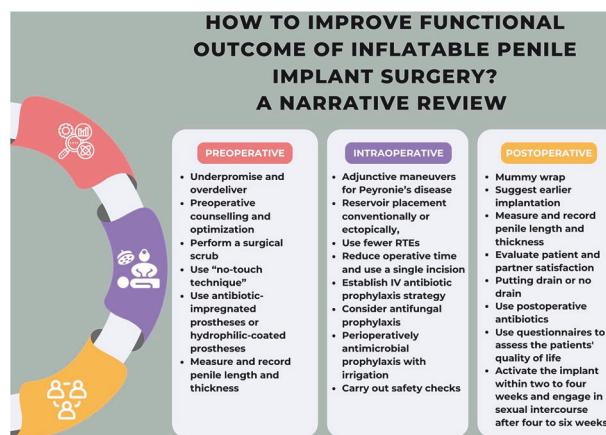 HOW TO IMPROVE FUNCTIONAL
OUTCOME OF INFLATABLE PENILE
IMPLANT SURGERY?
A NARRATIVE REVIEW
PREOPERATIVE
• Underpromise and
overdeliver
• Preoperative
counselling and
optimization
• Perform a surgical
scrub
• Use “no-touch
technique”
• Use antibiotic-
impregnated
prostheses or
hydrophilic-coated
prostheses
• Measure and record
penile length and
thickness
INTRAOPERATIVE
• Adjunctive maneuvers
for Peyronie’s disease
• Reservoir placement
conventionally or
ectopically,
• Use fewer RTEs
• Reduce operative time
and use a single incision
• Establish IV antibiotic
prophylaxis strategy
• Consider antifungal
prophylaxis
• Perioperatively
antimicrobial
prophylaxis with
irrigation
• Carry out safety checks
POSTOPERATIVE
• Mummy wrap
• Suggest earlier
implantation
• Measure and record
penile length and
thickness
• Evaluate patient and
partner satisfaction
• Putting drain or no
drain
• Use postoperative
antibiotics
• Use questionnaires to
assess the patients'
quality of life
• Activate the implant
within two to four
weeks and engage in
sexual intercourse
after four to six weeks